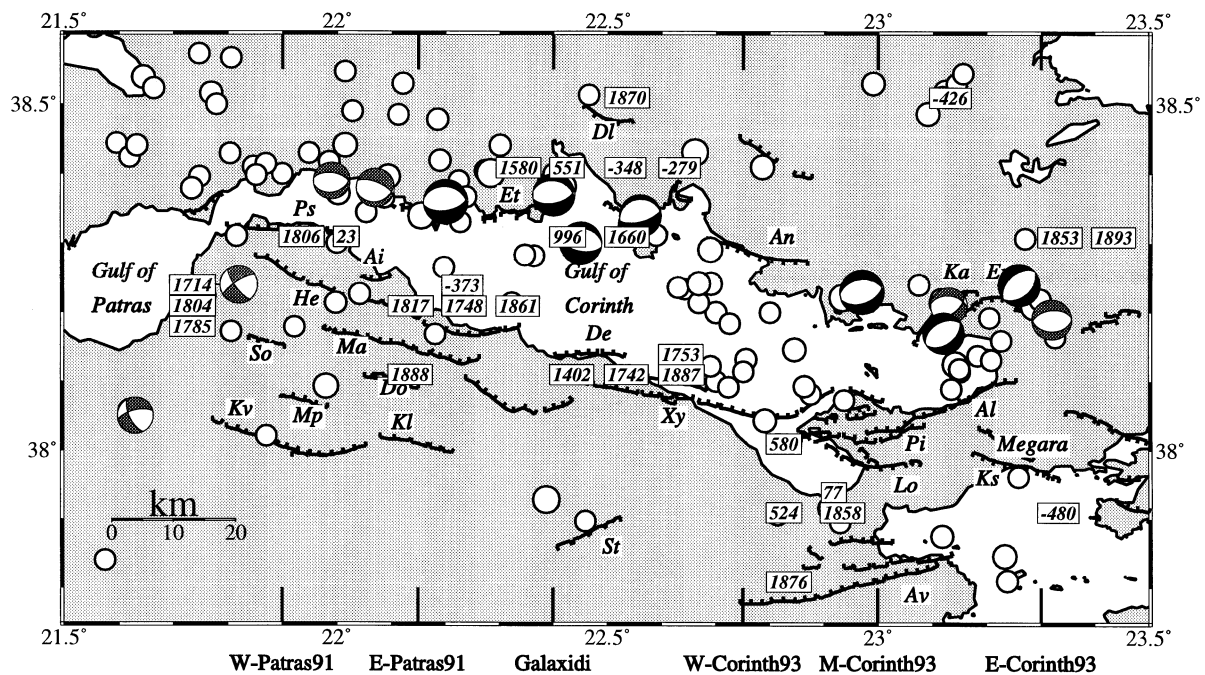 21.5° 22° 22.5° 23° 23.5°
38.5° 38.5°
1870 -426
Dl
1580 551 -348 -279
Et
Ps
1806 23 996 1660 An 1853 1893
Ai
Gulf of Patras
Gulf of Corinth
Ka E
1714 -373
1804 He 1817 1748 1861
1785
So Ma De
1753
1888 1402 1742 1887
Do
Kv Mp Kl Xy Al
38° 580 Pi Megara 38°
Lo Ks
77
km 524 1858 -480
0 10 20
St
1876
Av
21.5° 22° 22.5° 23° 23.5°
W-Patras91 E-Patras91 Galaxidi W-Corinth93 M-Corinth93 E-Corinth93